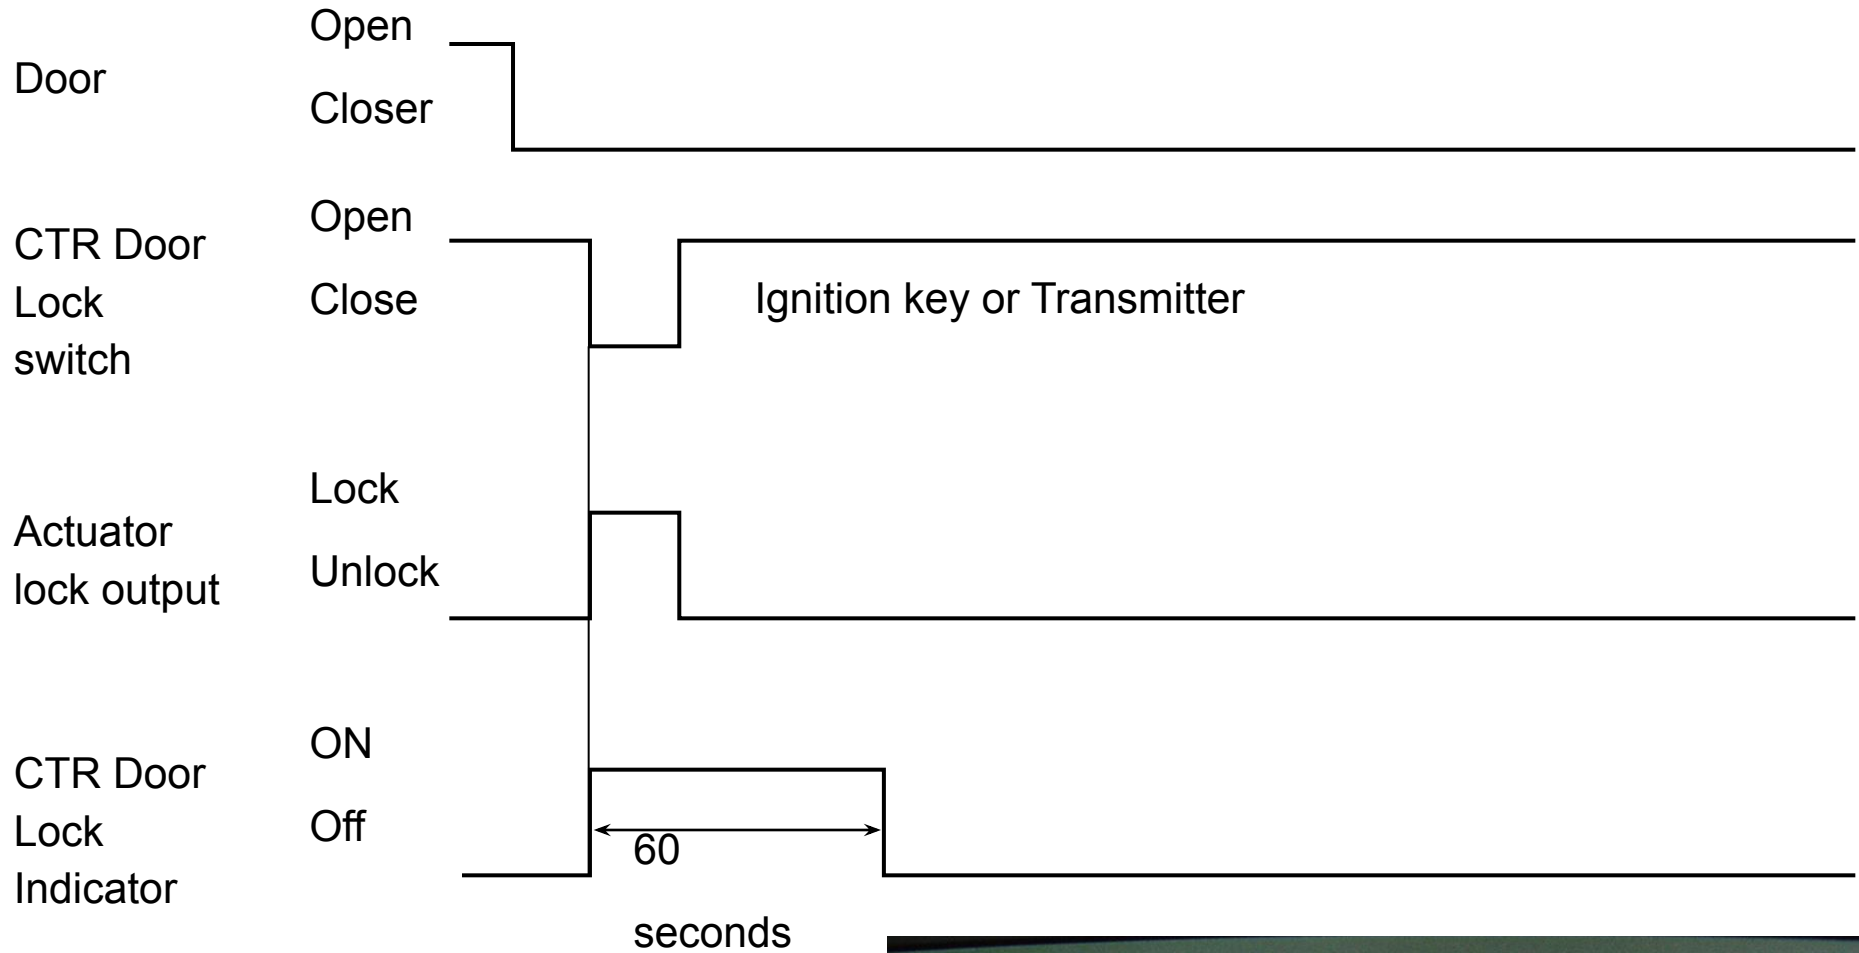 Door
Open
Closer
CTR Door
Lock
switch
Open
Close
Ignition key or Transmitter
Actuator
lock output
Lock
Unlock
CTR Door
Lock
Indicator
ON
Off
60
seconds